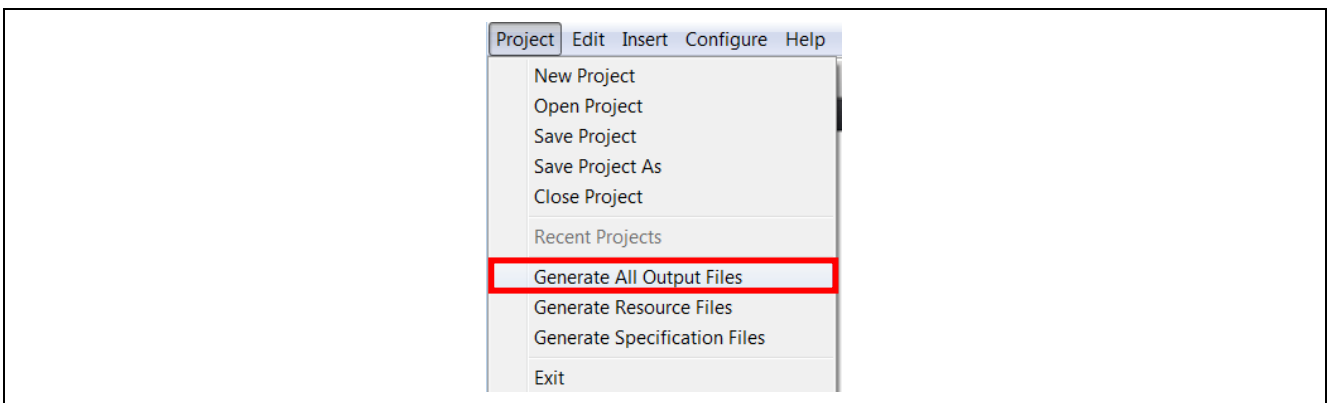 Project Edit Insert Configure Help
New Project
Open Project
Save Project
Save Project As
Close Project
Recent Projects
Generate All Output Files
Generate Resource Files
Generate Specification Files
Exit